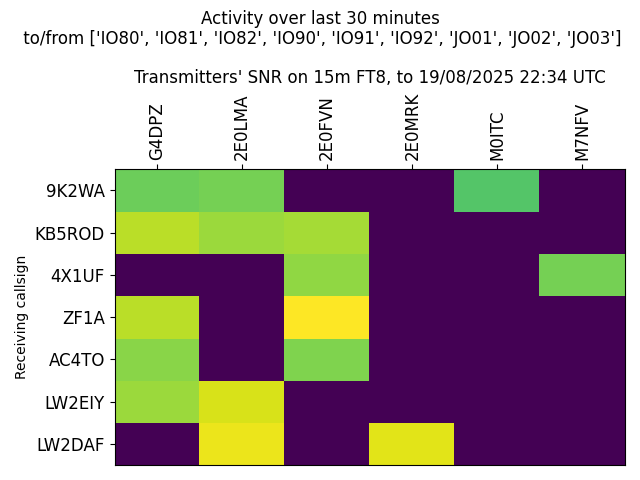 Activity over last 30 minutes
to/from ['IO80', 'IO81', 'IO82', 'IO90', 'IO91', 'IO92', 'JO01', 'JO02', 'JO03']
Transmitters' SNR on 15m FT8, to 19/08/2025 22:34 UTC
G4DPZ
2E0LMA
2E0FVN
2E0MRK
M0ITC
M7NFV
Receiving callsign
9K2WA
KB5ROD
4X1UF
ZF1A
AC4TO
LW2EIY
LW2DAF